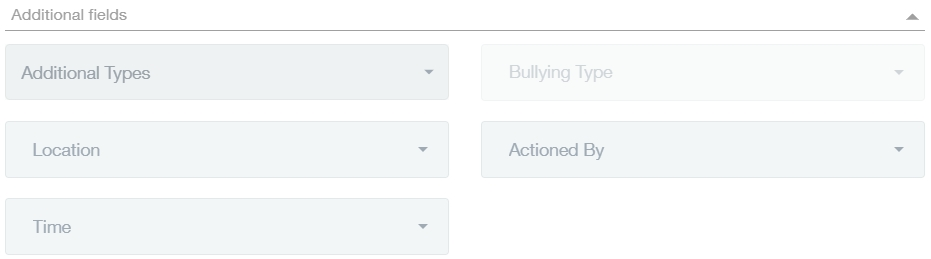 Additional fields
Additional Types
Bullying Type
Location
Actioned By
Time